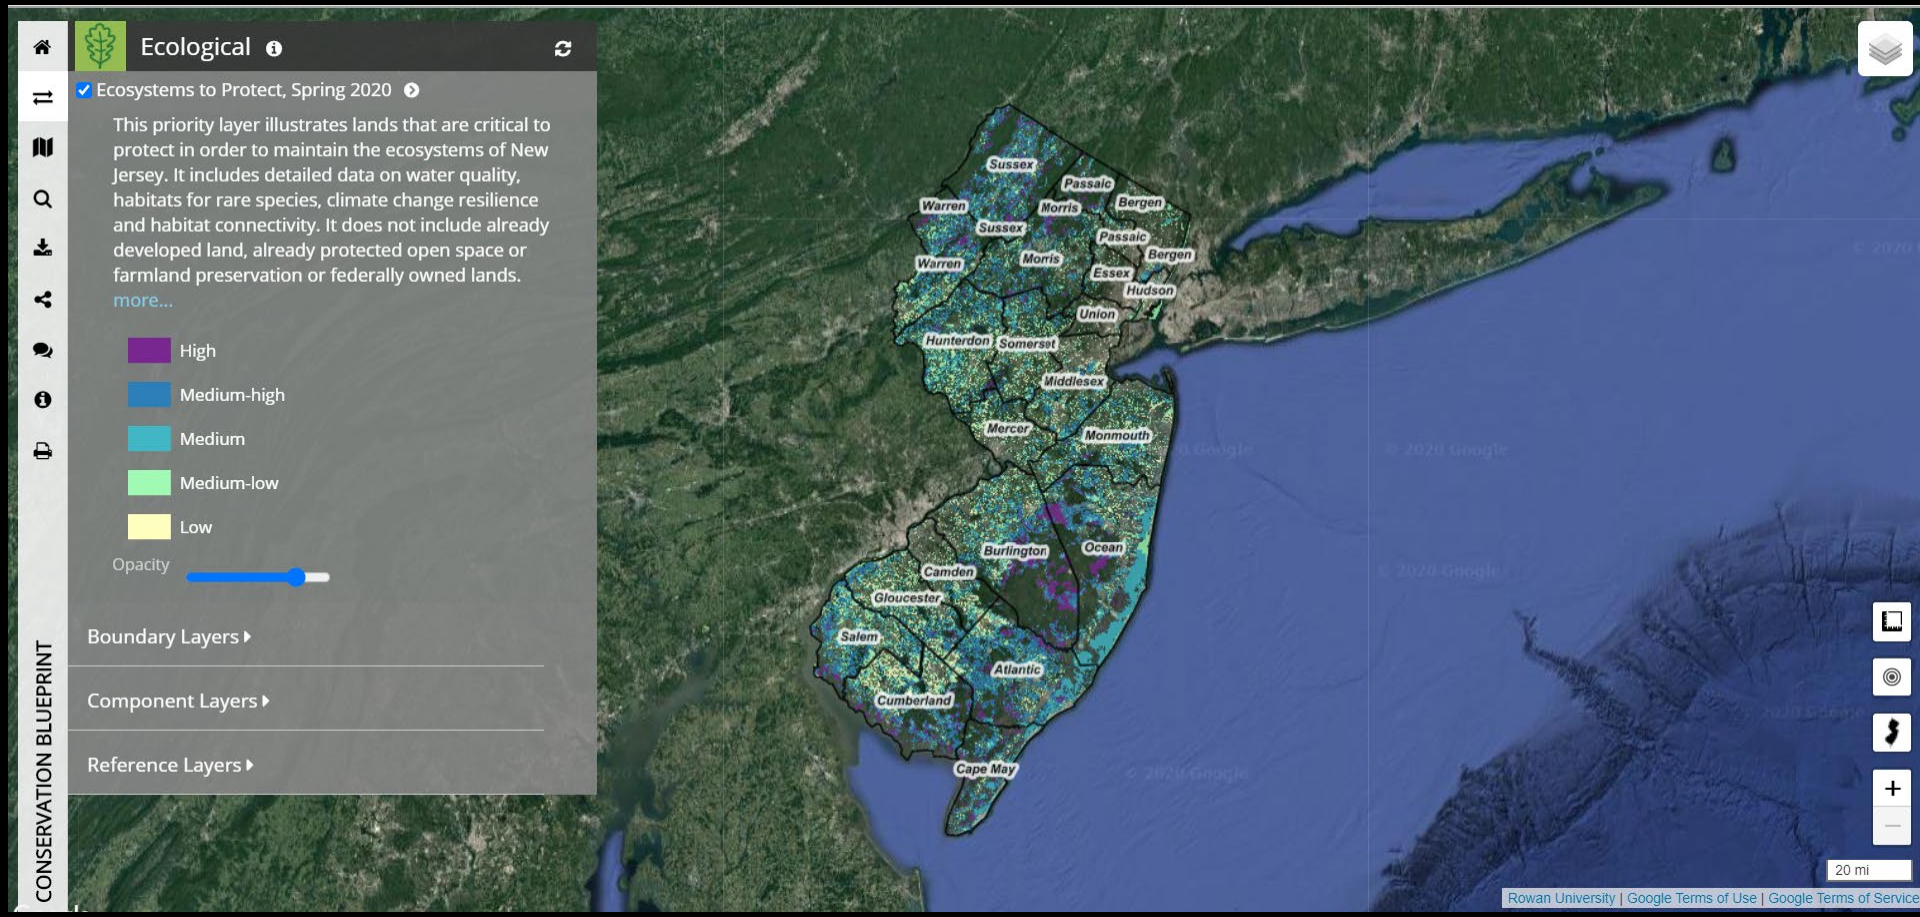 Ecological
Ecosystems to Protect, Spring 2020
This priority layer illustrates lands that are critical to
protect in order to maintain the ecosystems of New
Jersey. It includes detailed data on water quality,
habitats for rare species, climate change resilience
and habitat connectivity. It does not include already
developed land, already protected open space or
farmland preservation or federally owned lands.
more...
High
Medium-high
Medium
Medium-low
Low
Opacity
Boundary Layers
Component Layers
Reference Layers
CONSERVATION BLUEPRINT
Sussex
Passaic
Warren
Morris
Bergen
Sussex
Passaic
Warren
Morris
Bergen
Essex
Hudson
Union
Hunterdon
Somerset
Middlesex
Mercer
Monmouth
Burlington
Ocean
Camden
Gloucester
Salem
Atlantic
Cumberland
Cape May
© 2020
20 Google
© 2020 Google
© 2020 Google
© 2020 Google
20 mi
Rowan University | Google Terms of Use | Google Terms of Service